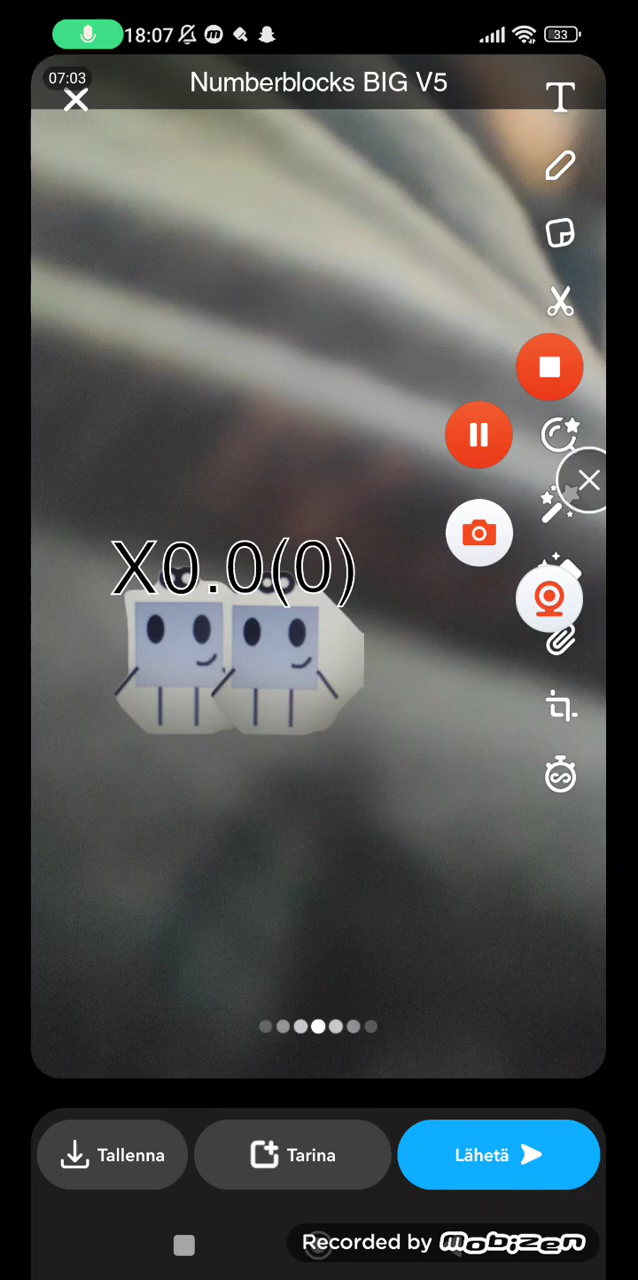 18:07
33
07:03
Numberblocks BIG V5
T
X0.0(0)
Tallenna
Tarina
Lähetä
Recorded by mobizen